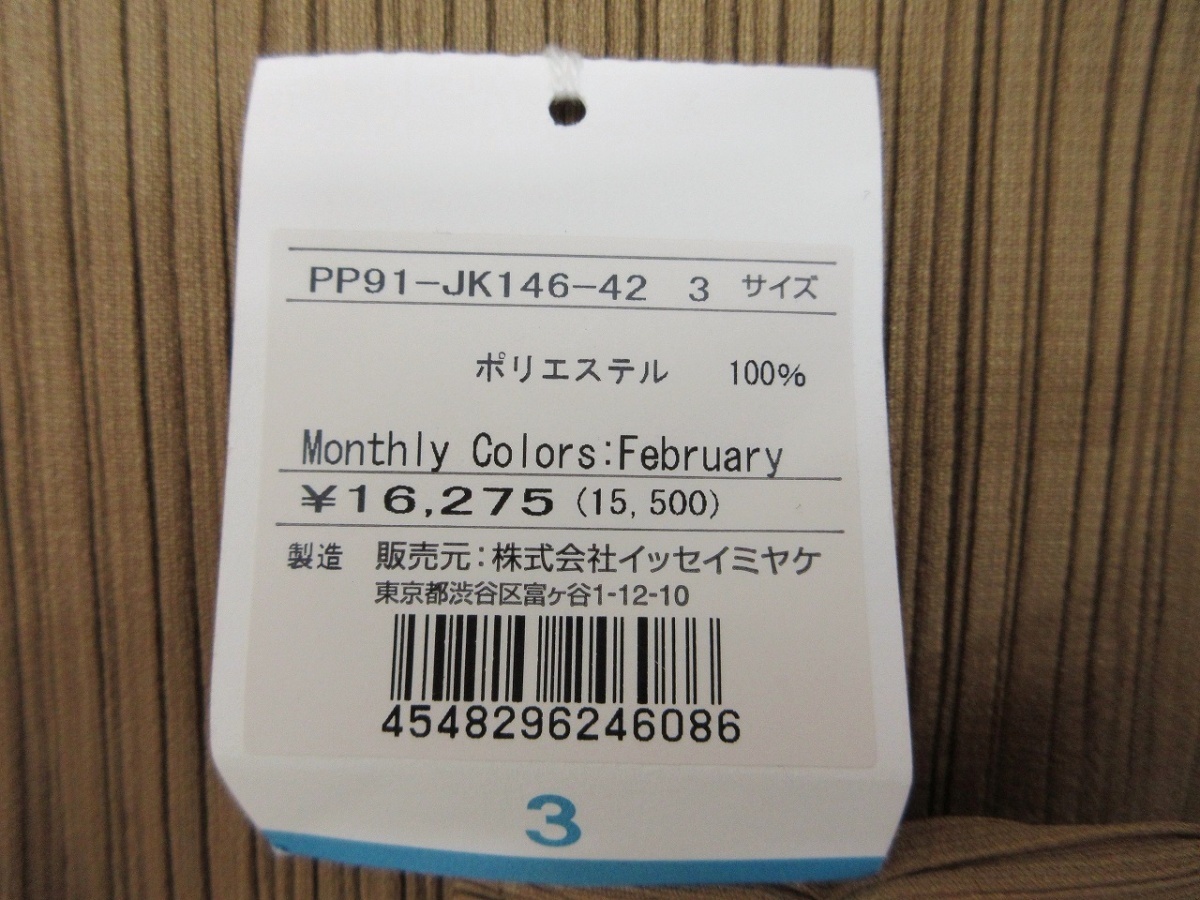 PP91-JK146-42 3 サイズ
ポリエステル 100%
Monthly Colors:February
¥16,275(15,500)
製造 販売元:株式会社イッセイミヤケ
東京都渋谷区富ヶ谷1-12-10
4548296246086
3